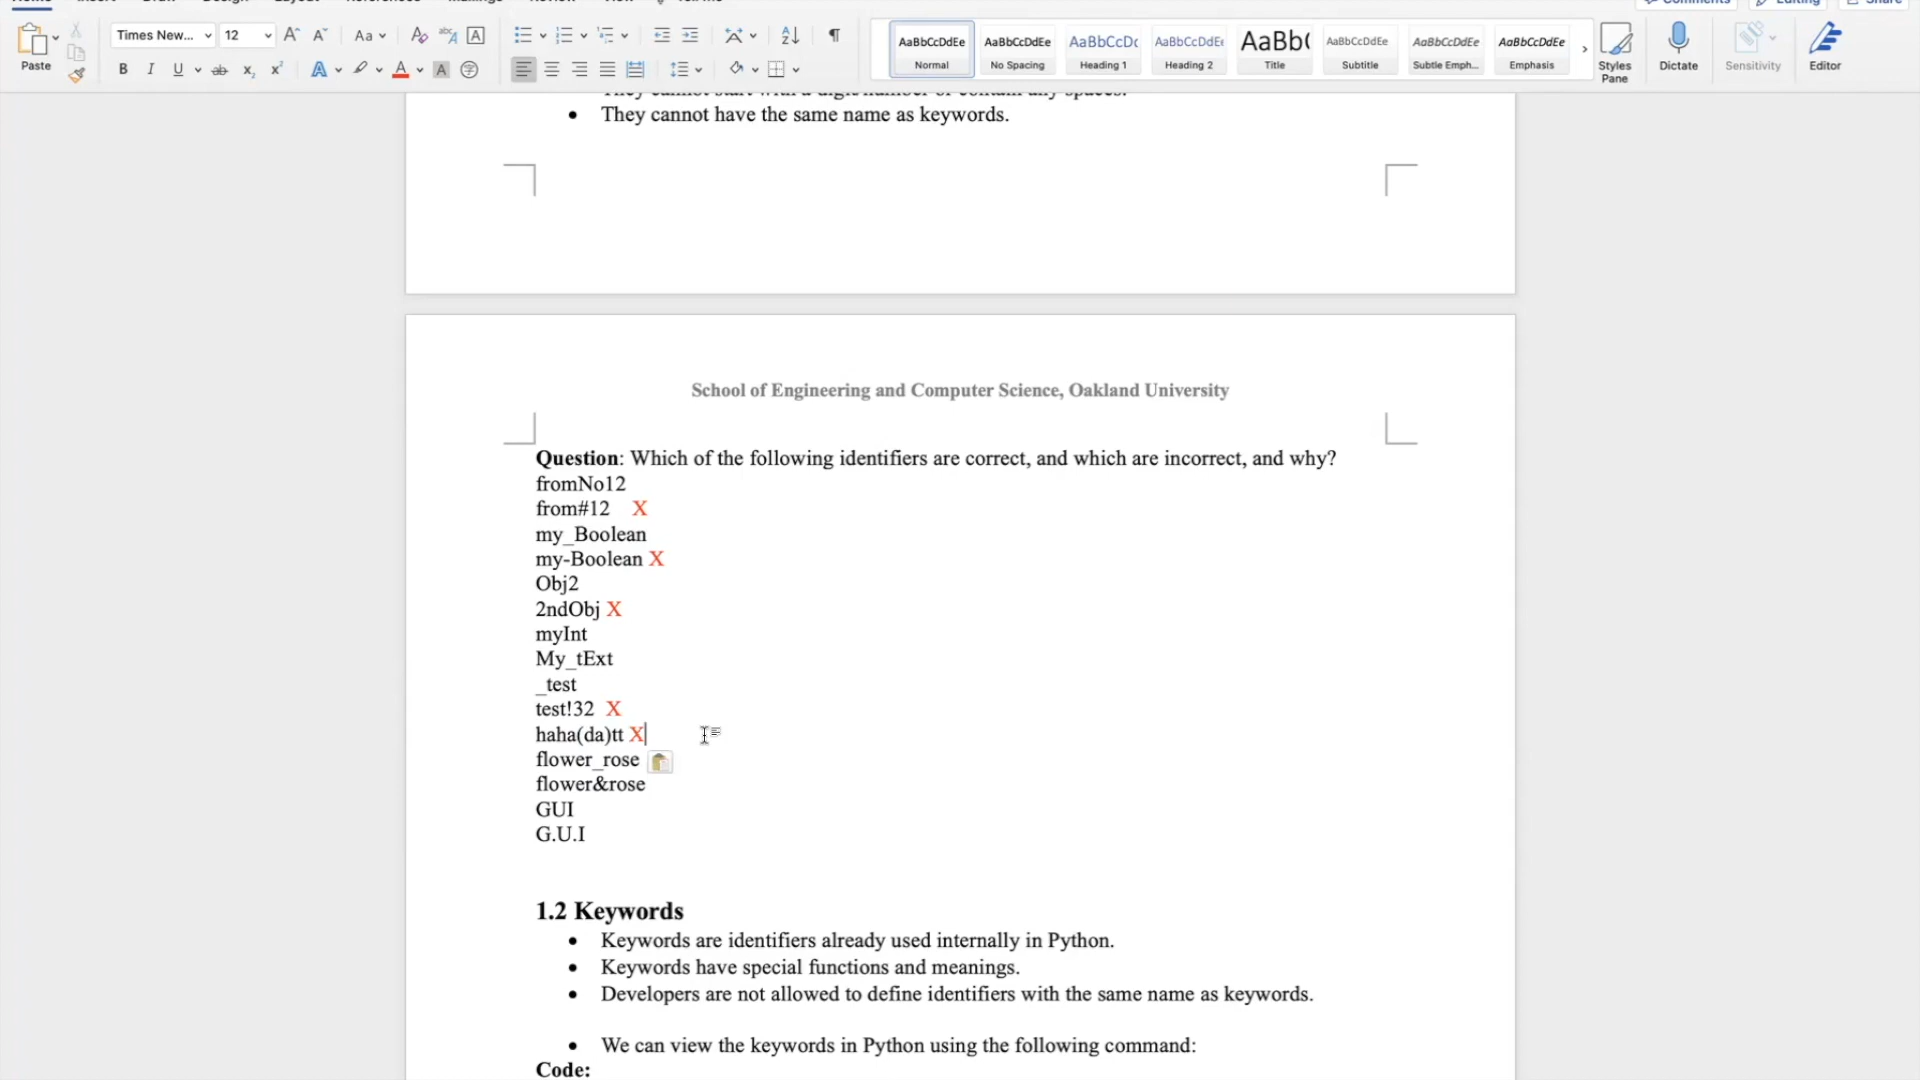 Times New... 12 Aa
Paste
B I U ab x₂ x² A A A
AaBbCcDdEe AaBbCcDdEe AaBbCcDc AaBbCcDdEe AaBb( AaBbCcDdEe AaBbCcDdEe AaBbCcDdEe
Normal No Spacing Heading 1 Heading 2 Title Subtitle Subtle Emph... Emphasis
Styles Pane
Dictate
Sensitivity
Editor
• They cannot have the same name as keywords.
School of Engineering and Computer Science, Oakland University
Question: Which of the following identifiers are correct, and which are incorrect, and why?
fromNo12
from#12 X
my_Boolean
my-Boolean X
Obj2
2ndObj X
myInt
My_tExt
_test
test!32 X
haha(da)tt X
flower_rose
flower&rose
GUI
G.U.I
1.2 Keywords
• Keywords are identifiers already used internally in Python.
• Keywords have special functions and meanings.
• Developers are not allowed to define identifiers with the same name as keywords.
• We can view the keywords in Python using the following command:
Code: